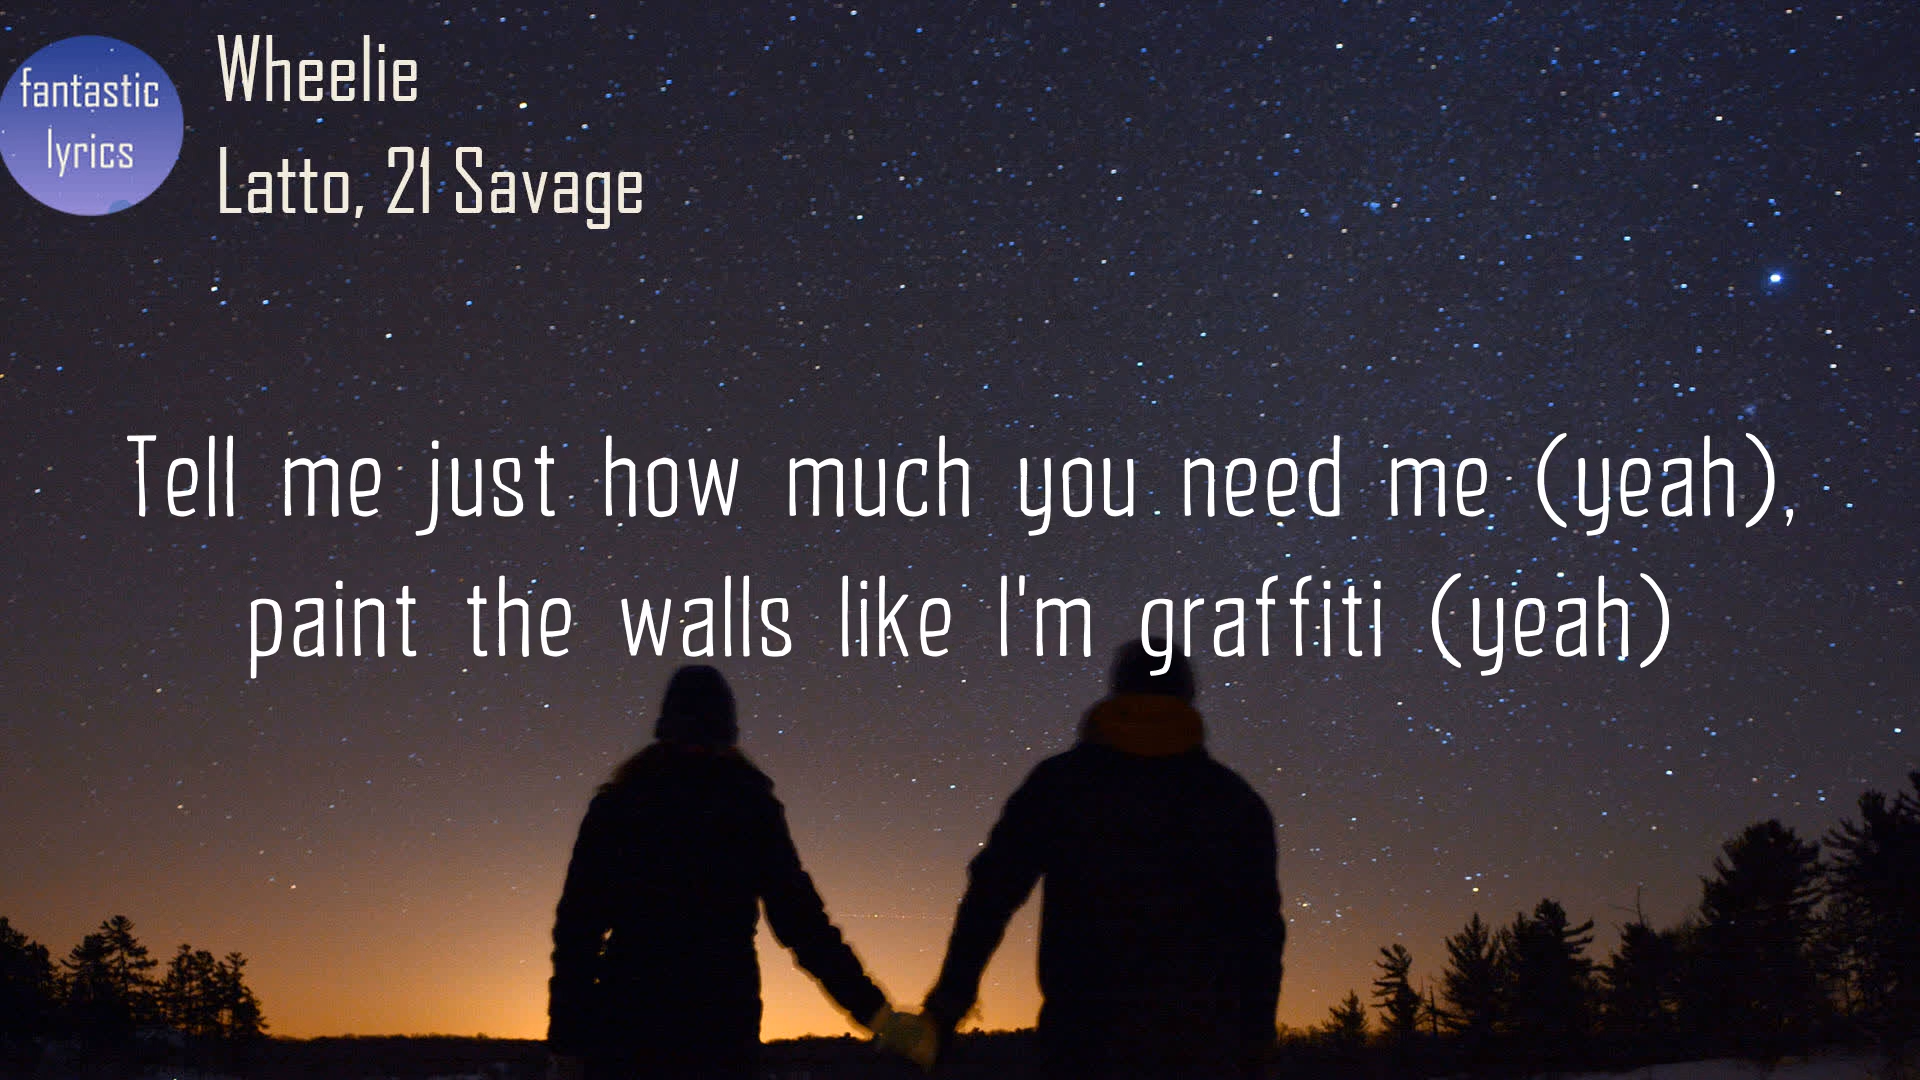 fantastic
lyrics
Wheelie
Latto, 21 Savage
Tell me just how much you need me (yeah),
paint the walls like I'm graffiti (yeah)